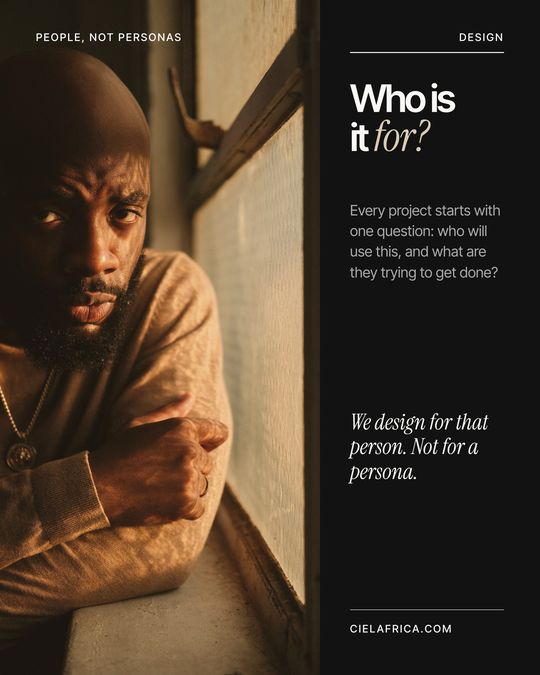 PEOPLE, NOT PERSONAS
DESIGN
Who is
it for?
Every project starts with
one question: who will
use this, and what are
they trying to get done?
We design for that
person. Not for a
persona.
CIELAFRICA.COM